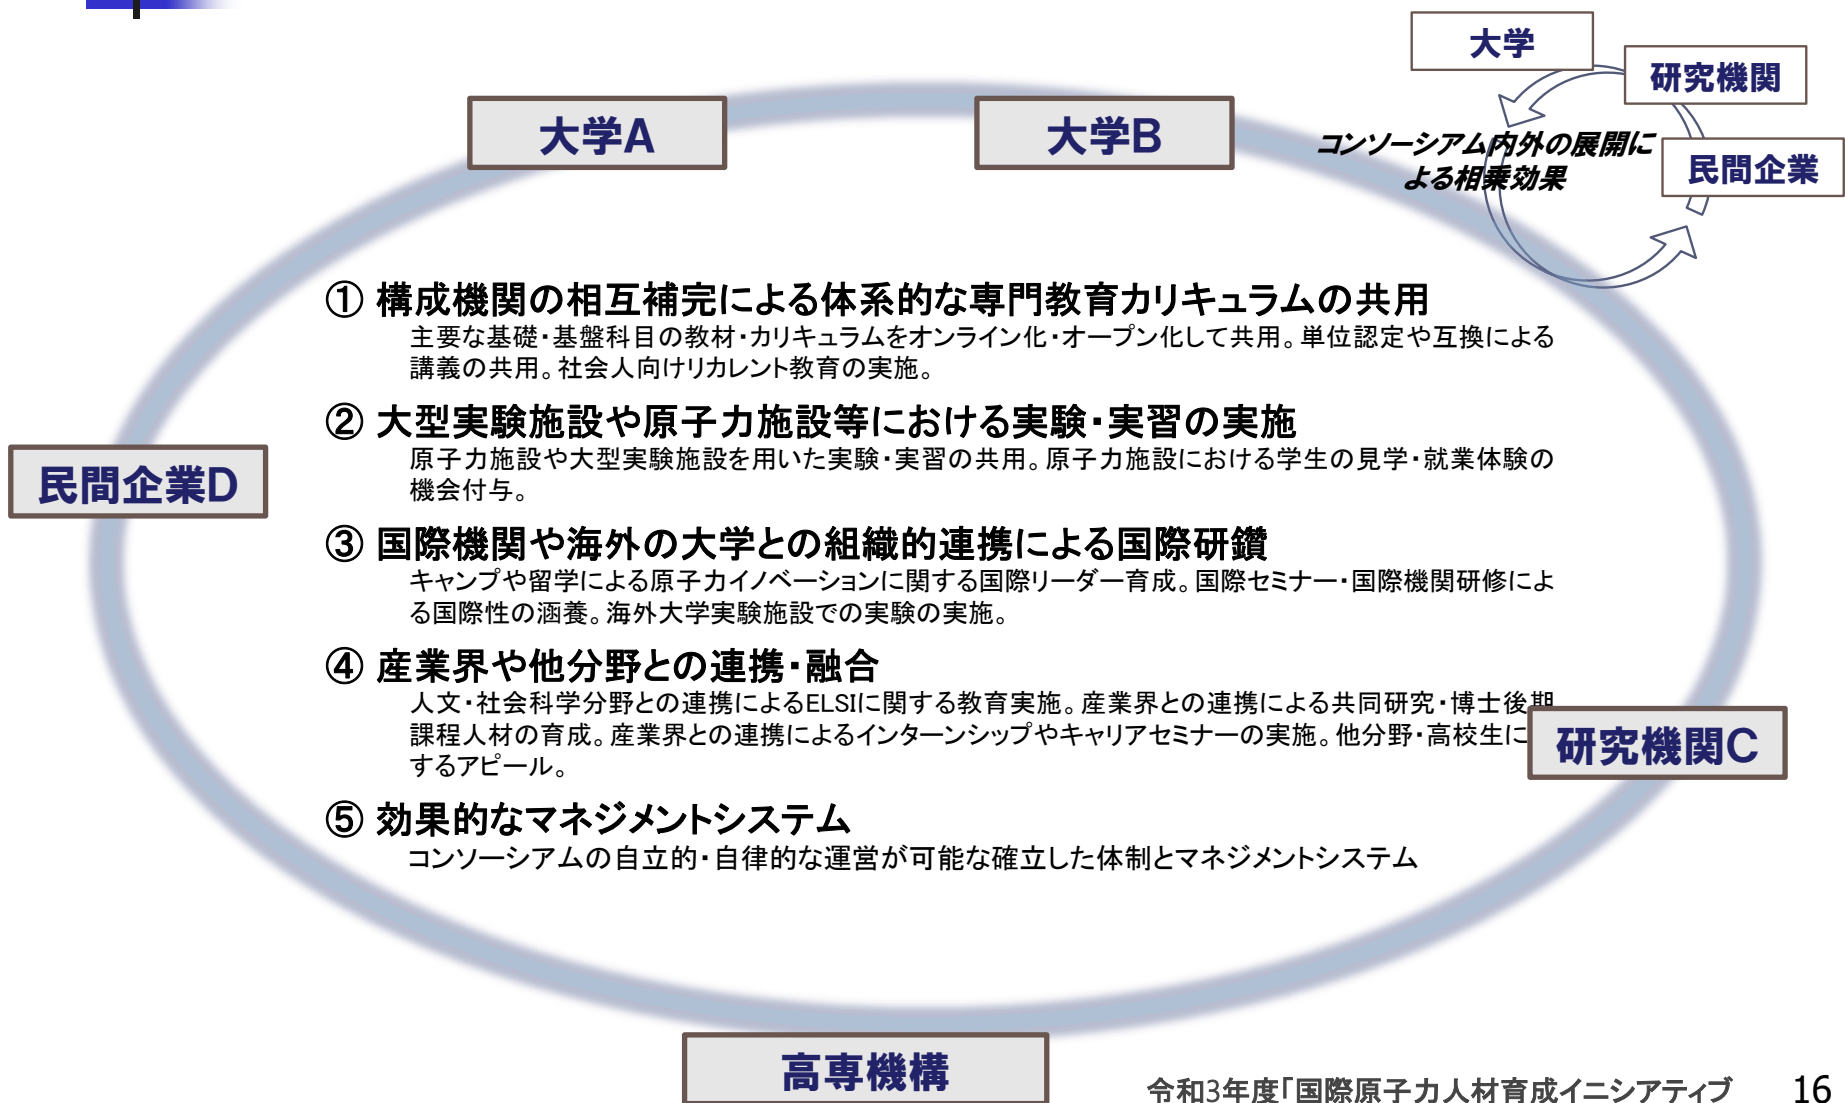 大学
研究機関
大学A
大学B
コンソーシアム内外の展開に
よる相乗効果
民間企業
① 構成機関の相互補完による体系的な専門教育カリキュラムの共用
主要な基礎・基盤科目の教材・カリキュラムをオンライン化・オープン化して共用。単位認定や互換による
講義の共用。社会人向けリカレント教育の実施。
② 大型実験施設や原子力施設等における実験・実習の実施
原子力施設や大型実験施設を用いた実験・実習の共用。原子力施設における学生の見学・就業体験の
機会付与。
民間企業D
③ 国際機関や海外の大学との組織的連携による国際研鑽
キャンプや留学による原子力イノベーションに関する国際リーダー育成。国際セミナー・国際機関研修によ
る国際性の涵養。海外大学実験施設での実験の実施。
④ 産業界や他分野との連携・融合
人文・社会科学分野との連携によるELSIに関する教育実施。産業界との連携による共同研究・博士後期
課程人材の育成。産業界との連携によるインターンシップやキャリアセミナーの実施。他分野・高校生に
するアピール。
研究機関C
⑤ 効果的なマネジメントシステム
コンソーシアムの自立的・自律的な運営が可能な確立した体制とマネジメントシステム
高専機構
令和3年度「国際原子力人材育成イニシアティブ
16